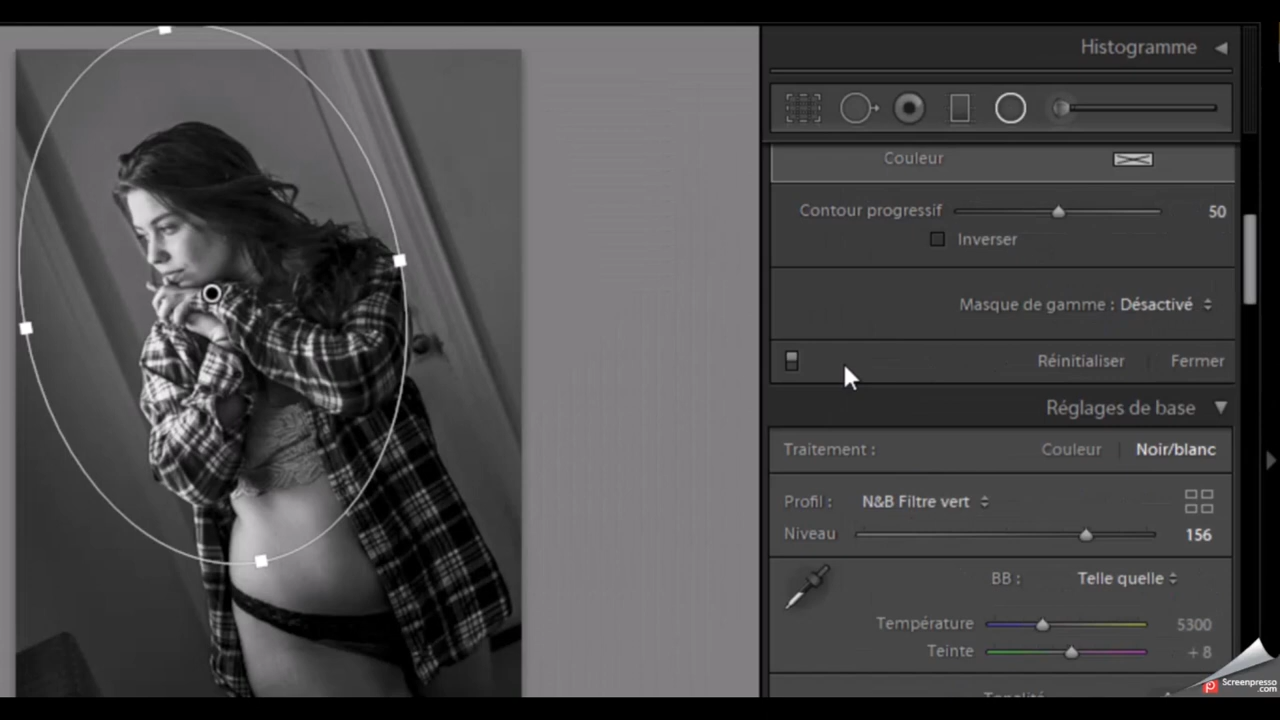 Histogramme
Couleur
Contour progressif 50
Inverser
Masque de gamme : Désactivé
Réinitialiser Fermer
Réglages de base
Traitement : Couleur Noir/blanc
Profil : N&B Filtre vert
Niveau 156
BB : Telle quelle
Température 5300
Teinte + 8
Tonalité
Screenpresso
.com